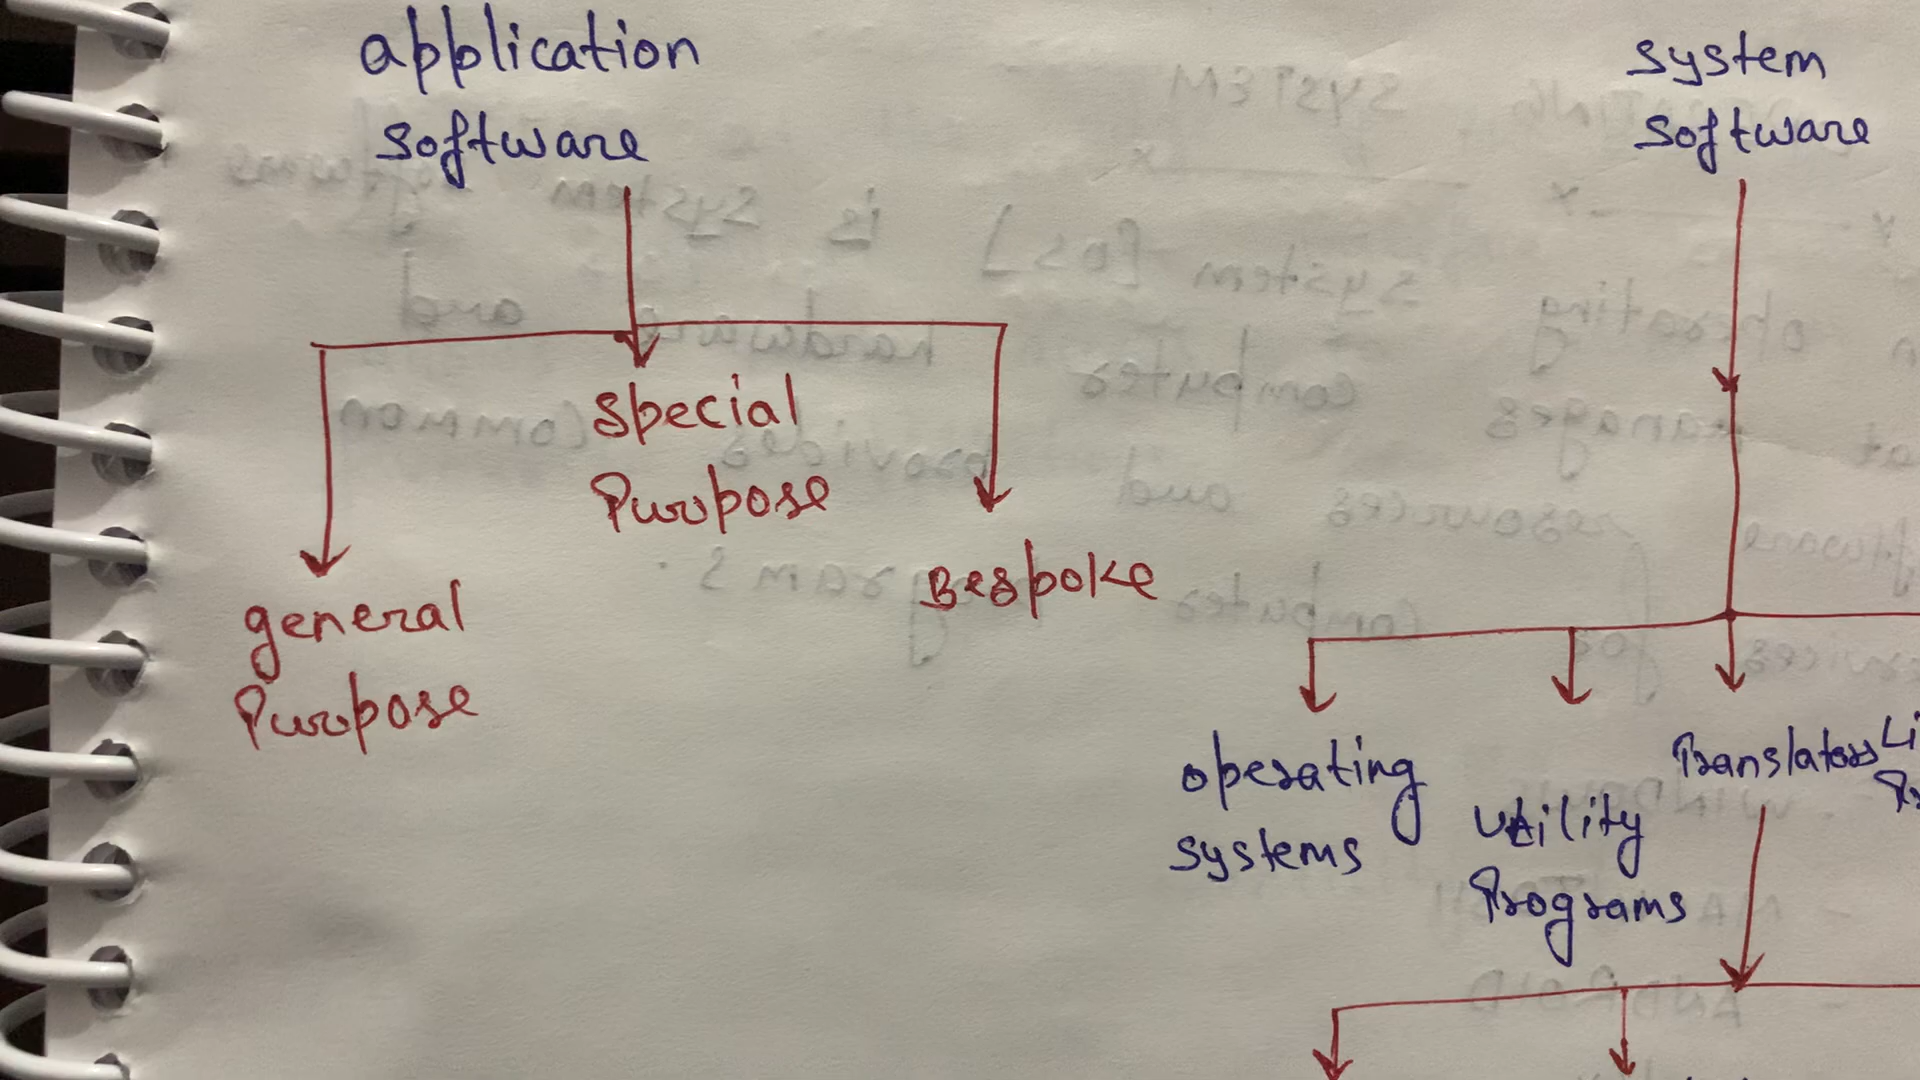 application
software
system
software
special
Purpose
general
Purpose
Bespoke
operating
systems
Utility
Programs
Translators